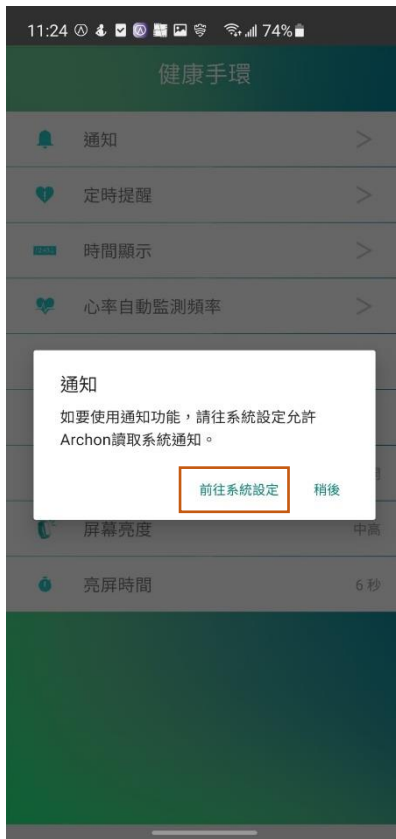 11:24 74%
健康手環
通知
定時提醒
時間顯示
心率自動監測頻率
通知
如要使用通知功能，請往系統設定允許
Archon讀取系統通知。
前往系統設定 稍後
屏幕亮度 中高
亮屏時間 6 秒